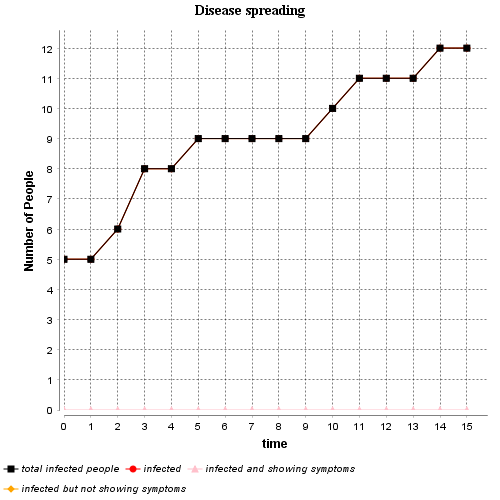 Disease spreading
12
11
10
9
8
7
6
5
4
3
2
1
0
Number of People
0 1 2 3 4 5 6 7 8 9 10 11 12 13 14 15
time
total infected people infected infected and showing symptoms
infected but not showing symptoms